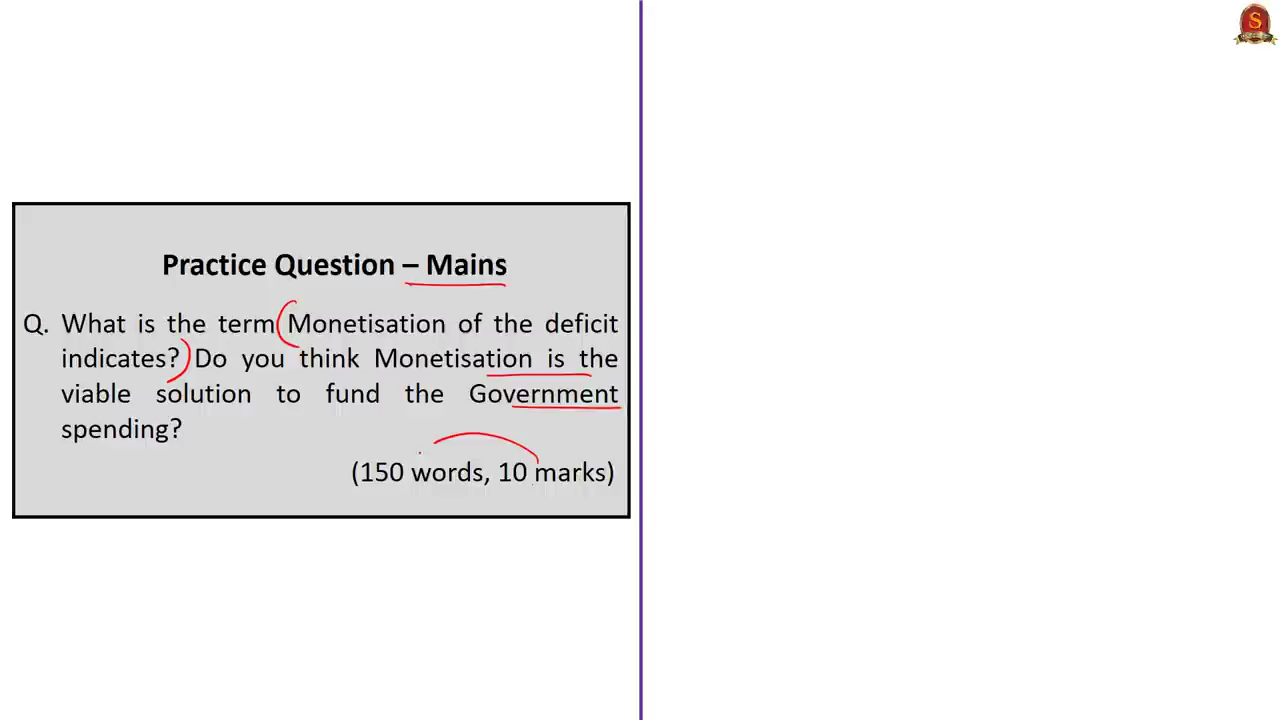 S
Practice Question – Mains
Q. What is the term Monetisation of the deficit
indicates? Do you think Monetisation is the
viable solution to fund the Government
spending?
(150 words, 10 marks)